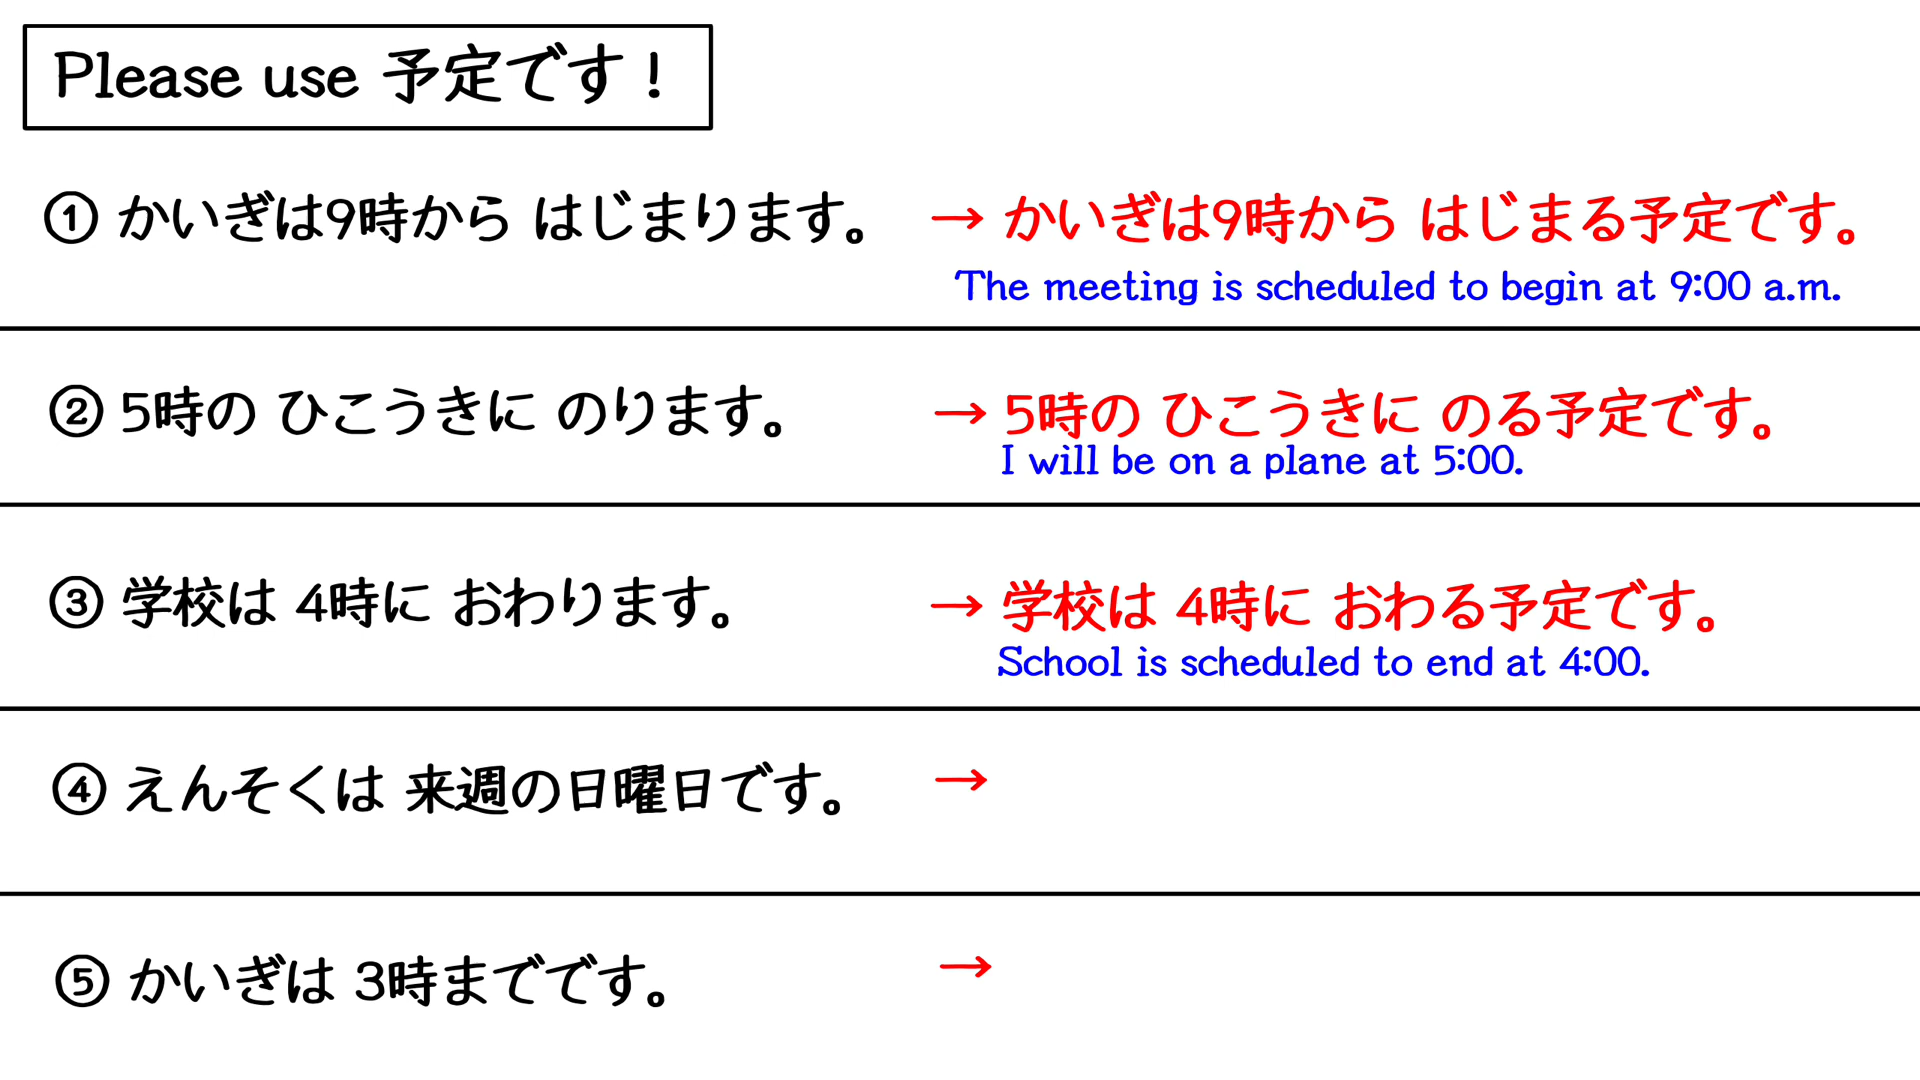 Please use 予定です！
① かいぎは9時から はじまります。 → かいぎは9時から はじまる予定です。
The meeting is scheduled to begin at 9:00 a.m.
② 5時の ひこうきに のります。 → 5時の ひこうきに のる予定です。
I will be on a plane at 5:00.
③ 学校は 4時に おわります。 → 学校は 4時に おわる予定です。
School is scheduled to end at 4:00.
④ えんそくは 来週の日曜日です。 →
⑤ かいぎは 3時までです。 →